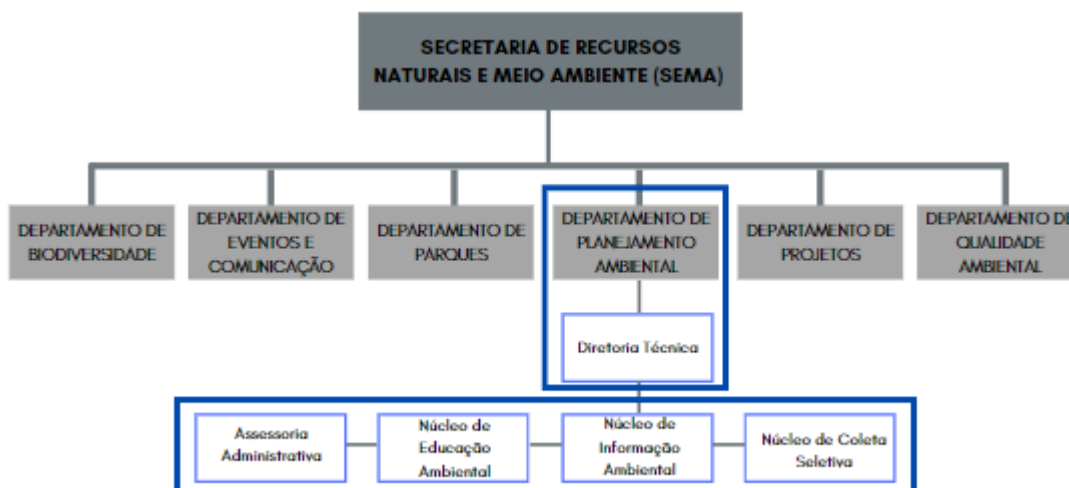 SECRETARIA DE RECURSOS
NATURAIS E MEIO AMBIENTE (SEMA)
DEPARTAMENTO DE
BIODIVERSIDADE
DEPARTAMENTO DE
EVENTOS E
COMUNICAÇÃO
DEPARTAMENTO DE
PARQUES
DEPARTAMENTO DE
PLANEJAMENTO
AMBIENTAL
DEPARTAMENTO DE
PROJETOS
DEPARTAMENTO DE
QUALIDADE
AMBIENTAL
Diretoria Técnica
Assessoria
Administrativa
Núcleo de
Educação
Ambiental
Núcleo de
Informação
Ambiental
Núcleo de Coleta
Seletiva